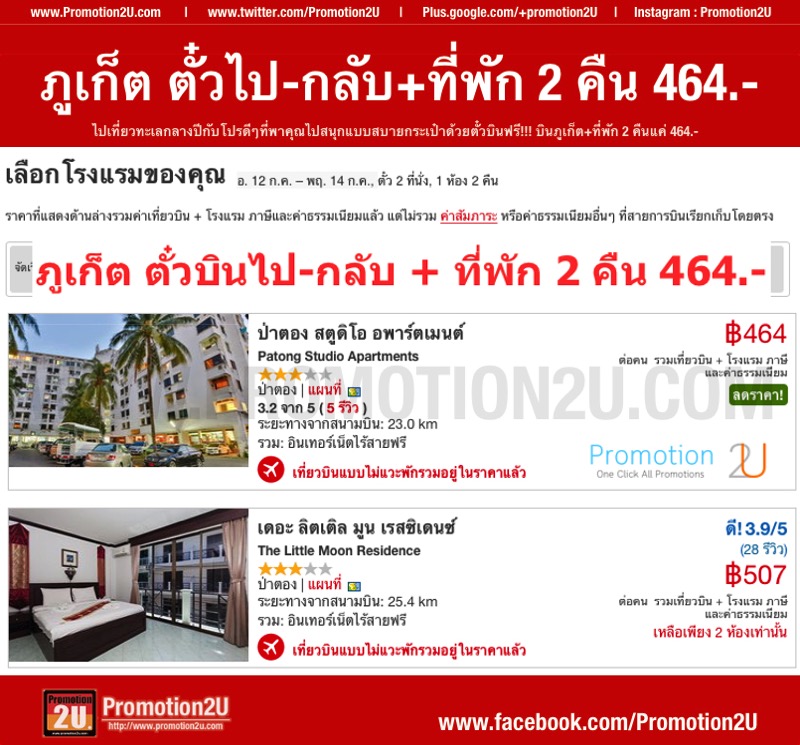 www.Promotion2U.com | www.twitter.com/Promotion2U | Plus.google.com/+promotion2U | Instagram : Promotion2U
ภูเก็ต ตั๋วไป-กลับ+ที่พัก 2 คืน 464.-
ไปเที่ยวทะเลกลางปีกับโปรดีๆที่พาคุณไปสนุกแบบสบายกระเป๋าด้วยตั๋วบินฟรี!!! บินภูเก็ต+ที่พัก 2 คืนแค่ 464.-
เลือกโรงแรมของคุณ อ. 12 ก.ค. – พฤ. 14 ก.ค., ตั๋ว 2 ที่นั่ง, 1 ห้อง 2 คืน
ราคาที่แสดงด้านล่างรวมค่าเที่ยวบิน + โรงแรม ภาษีและค่าธรรมเนียมแล้ว แต่ไม่รวม ค่าสัมภาระ หรือค่าธรรมเนียมอื่นๆ ที่สายการบินเรียกเก็บโดยตรง
ภูเก็ต ตั๋วบินไป-กลับ + ที่พัก 2 คืน 464.-
ป่าตอง สตูดิโอ อพาร์ตเมนต์
Patong Studio Apartments
ป่าตอง | แผนที่
3.2 จาก 5 ( 5 รีวิว )
ระยะทางจากสนามบิน: 23.0 km
รวม: อินเทอร์เน็ตไร้สายฟรี
เที่ยวบินแบบไม่แวะพักรวมอยู่ในราคาแล้ว
฿464
ต่อคน รวมเที่ยวบิน + โรงแรม ภาษี
และค่าธรรมเนียม
ลดราคา!
PROMOTION2U.COM
Promotion 2U
One Click All Promotions
เดอะ ลิตเติล มูน เรสซิเดนซ์
The Little Moon Residence
ป่าตอง | แผนที่
ระยะทางจากสนามบิน: 25.4 km
รวม: อินเทอร์เน็ตไร้สายฟรี
เที่ยวบินแบบไม่แวะพักรวมอยู่ในราคาแล้ว
ดี! 3.9/5
(28 รีวิว)
฿507
ต่อคน รวมเที่ยวบิน + โรงแรม ภาษี
และค่าธรรมเนียม
เหลือเพียง 2 ห้องเท่านั้น
Promotion
2U.
Promotion2U
http://www.promotion2u.com
www.facebook.com/Promotion2U